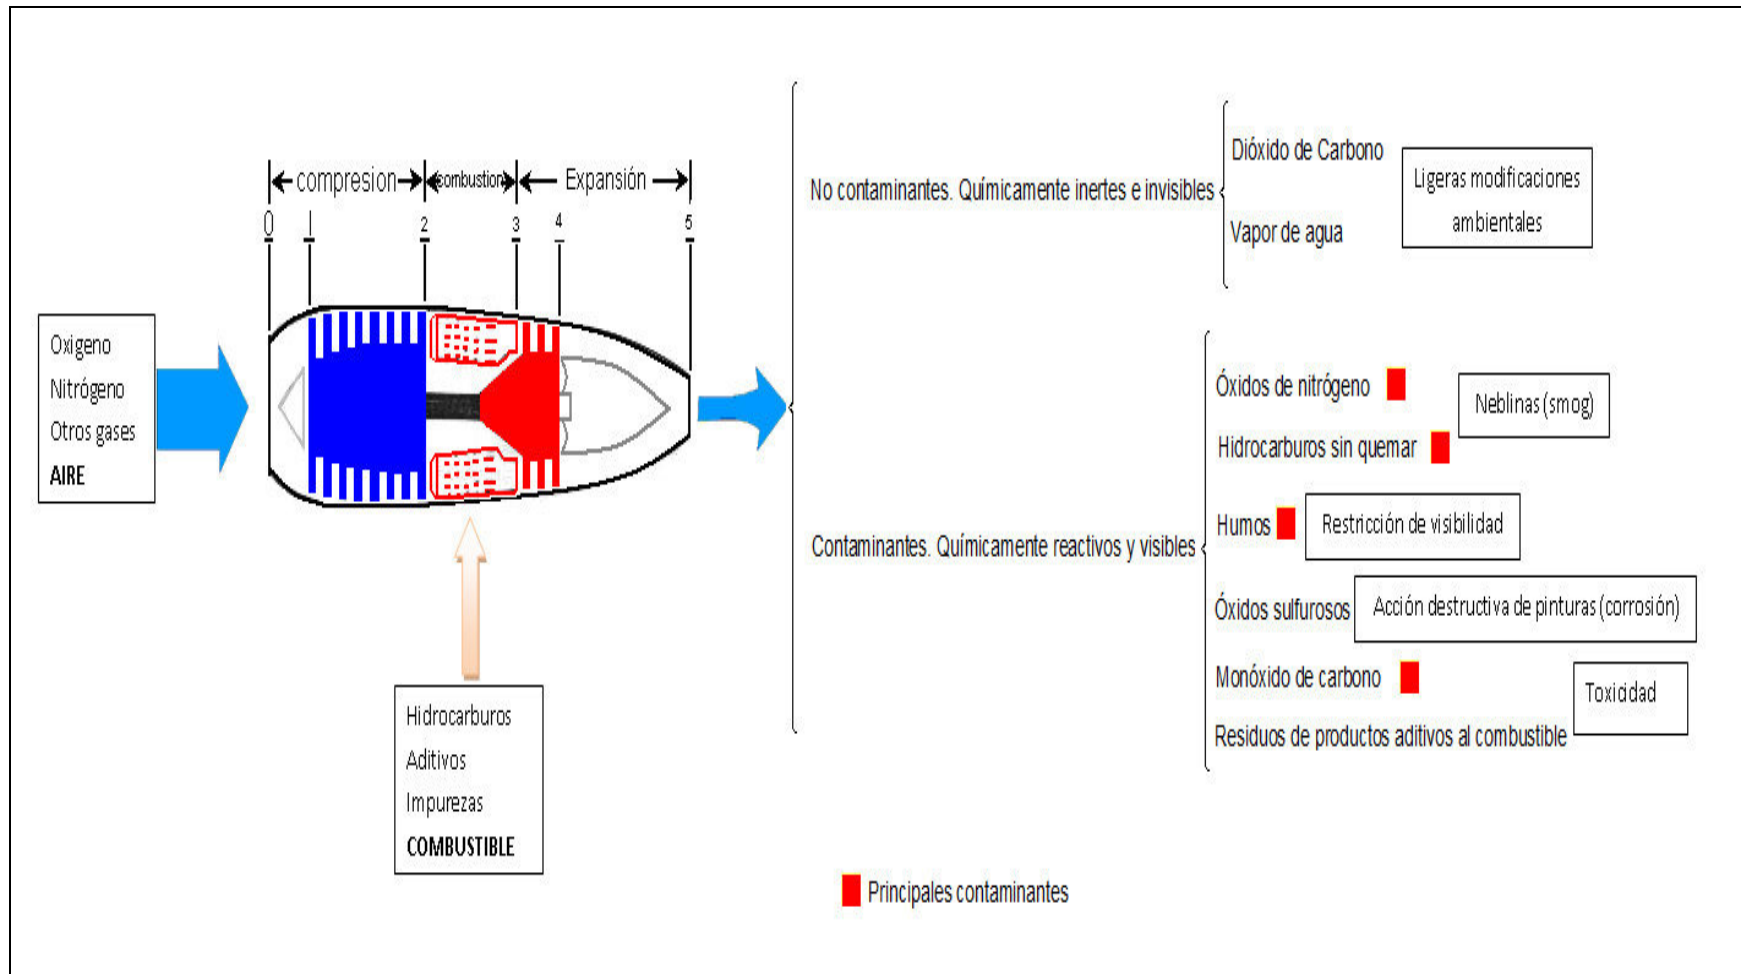 compresion
combustion
Expansión
0
1
2
3
4
5
Oxigeno
Nitrógeno
Otros gases
AIRE
Hidrocarburos
Aditivos
Impurezas
COMBUSTIBLE
No contaminantes. Químicamente inertes e invisibles
Dióxido de Carbono
Vapor de agua
Ligeras modificaciones
ambientales
Contaminantes. Químicamente reactivos y visibles
Óxidos de nitrógeno
Hidrocarburos sin quemar
Neblinas (smog)
Humos
Restricción de visibilidad
Óxidos sulfurosos
Acción destructiva de pinturas (corrosión)
Monóxido de carbono
Residuos de productos aditivos al combustible
Toxicidad
Principales contaminantes